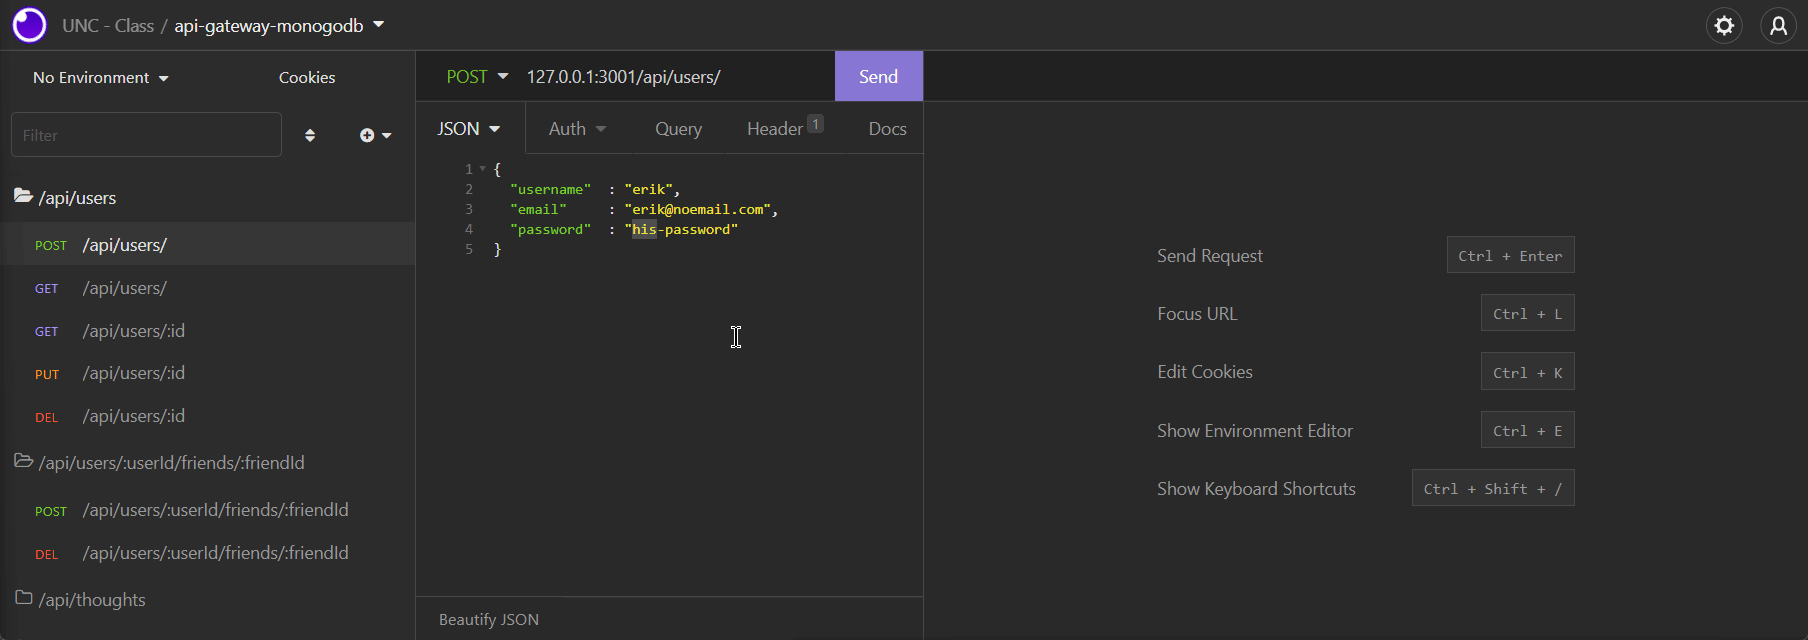 UNC - Class / api-gateway-monogodb
No Environment
Cookies
Filter
/api/users
POST /api/users/
GET /api/users/
GET /api/users/:id
PUT /api/users/:id
DEL /api/users/:id
/api/users/:userId/friends/:friendId
POST /api/users/:userId/friends/:friendId
DEL /api/users/:userId/friends/:friendId
/api/thoughts
POST 127.0.0.1:3001/api/users/ Send
JSON Auth Query Header 1 Docs
1 {
2 "username" : "erik",
3 "email" : "erik@noemail.com",
4 "password" : "his-password"
5 }
Beautify JSON
Send Request Ctrl + Enter
Focus URL Ctrl + L
Edit Cookies Ctrl + K
Show Environment Editor Ctrl + E
Show Keyboard Shortcuts Ctrl + Shift + /